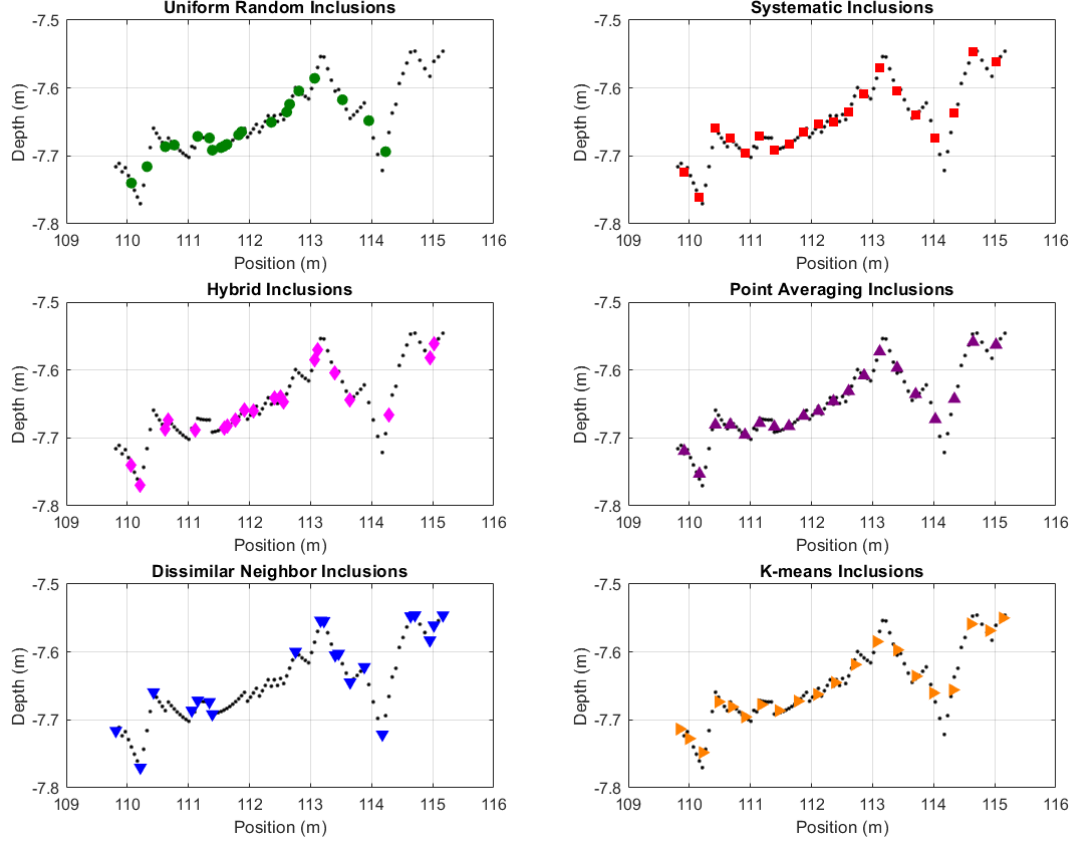 Uniform Random Inclusions
-7.5
-7.6
-7.7
-7.8
Depth (m)
109 110 111 112 113 114 115 116
Position (m)
Systematic Inclusions
-7.5
-7.6
-7.7
-7.8
Depth (m)
109 110 111 112 113 114 115 116
Position (m)
Hybrid Inclusions
-7.5
-7.6
-7.7
-7.8
Depth (m)
109 110 111 112 113 114 115 116
Position (m)
Point Averaging Inclusions
-7.5
-7.6
-7.7
-7.8
Depth (m)
109 110 111 112 113 114 115 116
Position (m)
Dissimilar Neighbor Inclusions
-7.5
-7.6
-7.7
-7.8
Depth (m)
109 110 111 112 113 114 115 116
Position (m)
K-means Inclusions
-7.5
-7.6
-7.7
-7.8
Depth (m)
109 110 111 112 113 114 115 116
Position (m)